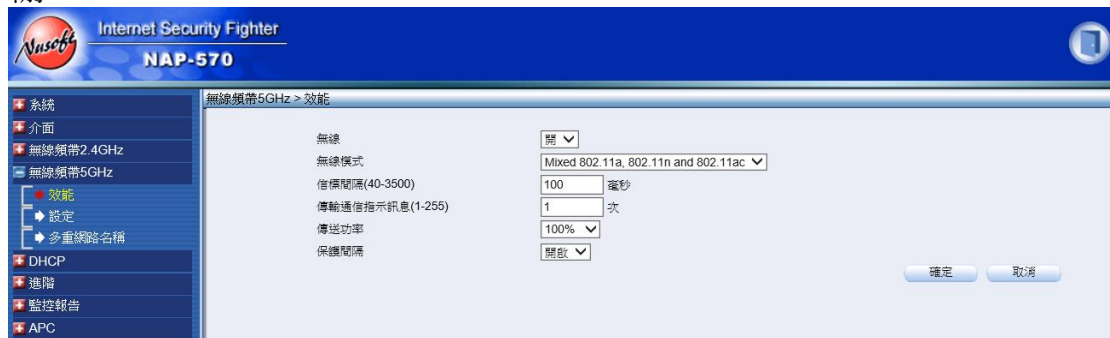 Nusoft
Internet Security Fighter
NAP-570
系統
介面
無線頻帶2.4GHz
無線頻帶5GHz
效能
設定
多重網路名稱
DHCP
進階
監控報告
APC
無線頻帶5GHz > 效能
無線 開
無線模式 Mixed 802.11a, 802.11n and 802.11ac
信標間隔(40-3500) 100 毫秒
傳輸通信指示訊息(1-255) 1 次
傳送功率 100%
保護間隔 開啟
確定 取消